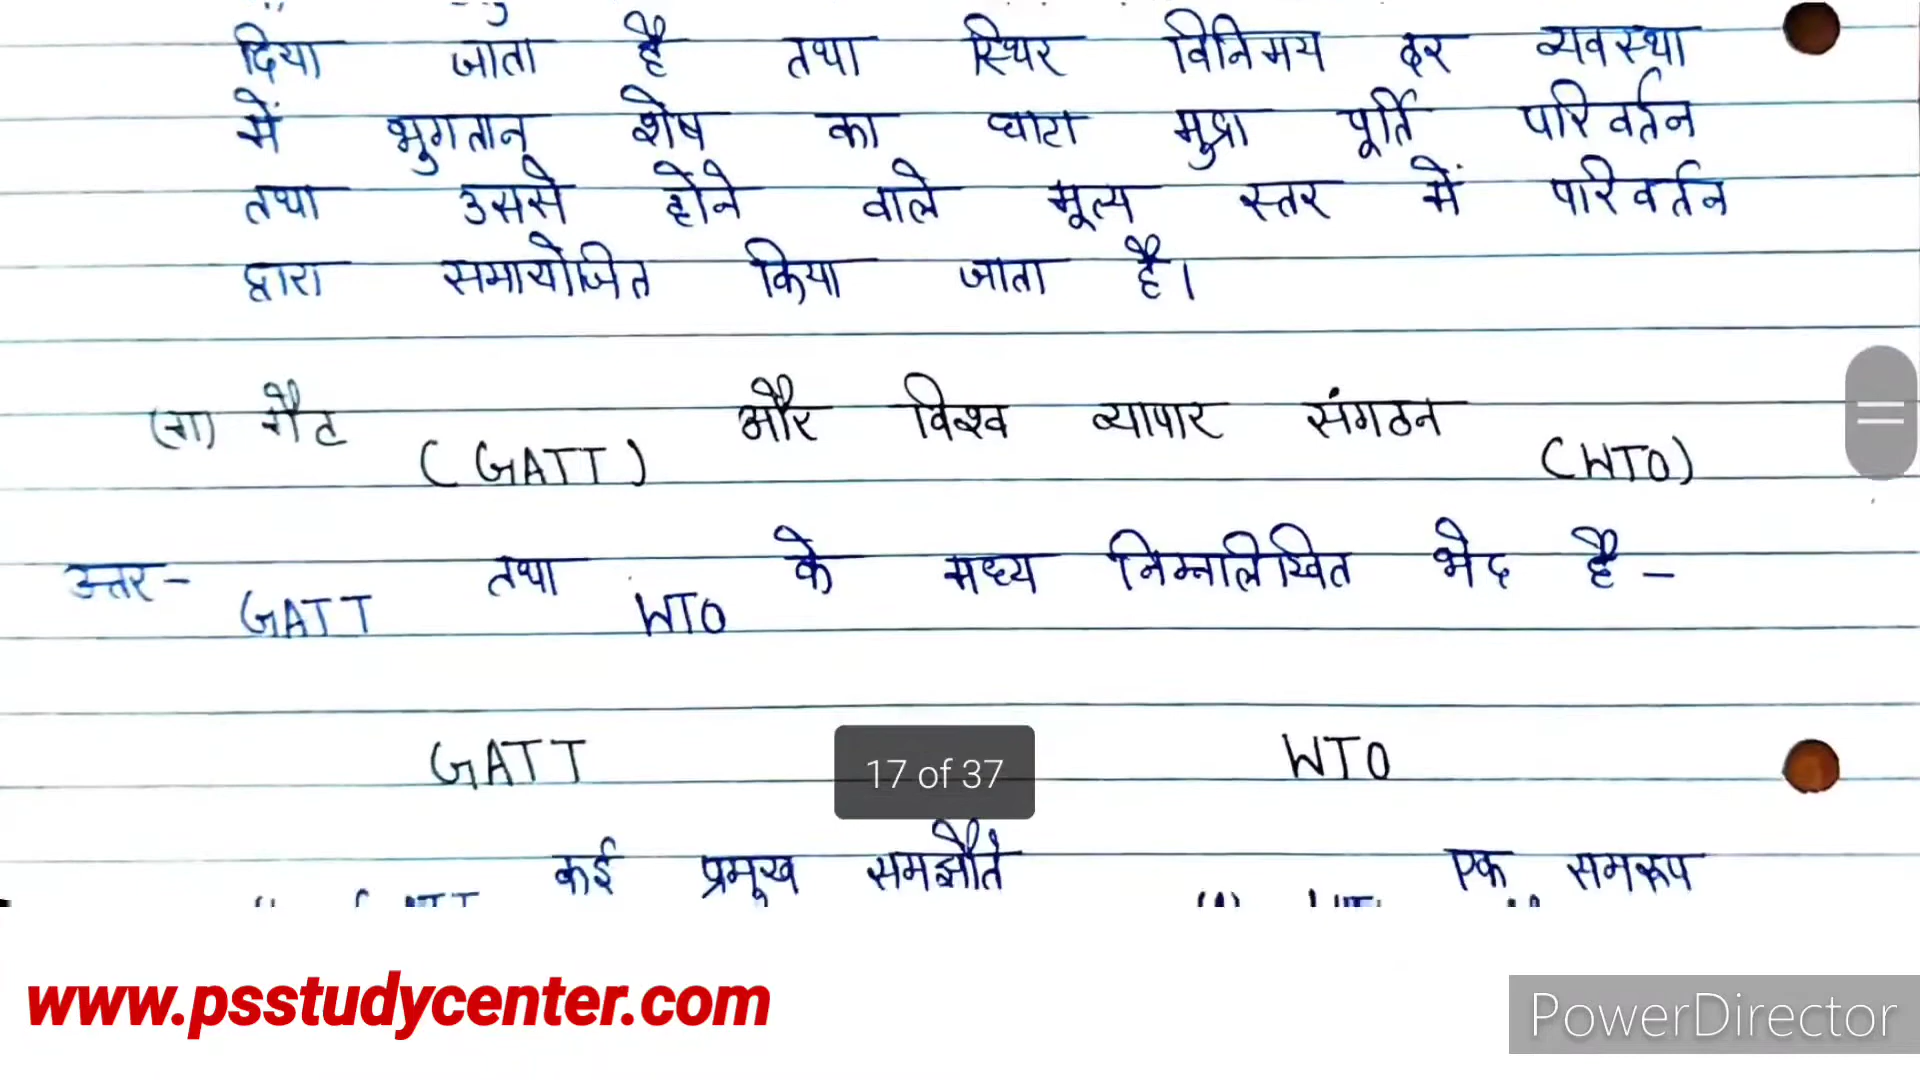 दिया जाता है तथा स्थिर विनिमय दर व्यवस्था
में भुगतान शेष का घाटा मुद्रा पूर्ति परिवर्तन
तथा उससे होने वाले मूल्य स्तर में परिवर्तन
द्वारा समायोजित किया जाता है।
(ग) गैट (GATT) और विश्व व्यापार संगठन (WTO)
उत्तर- GATT तथा WTO के मध्य निम्नलिखित भेद है -
GATT WTO
17 of 37
कई प्रमुख समझौते एक समरूप
www.psstudycenter.com
PowerDirector